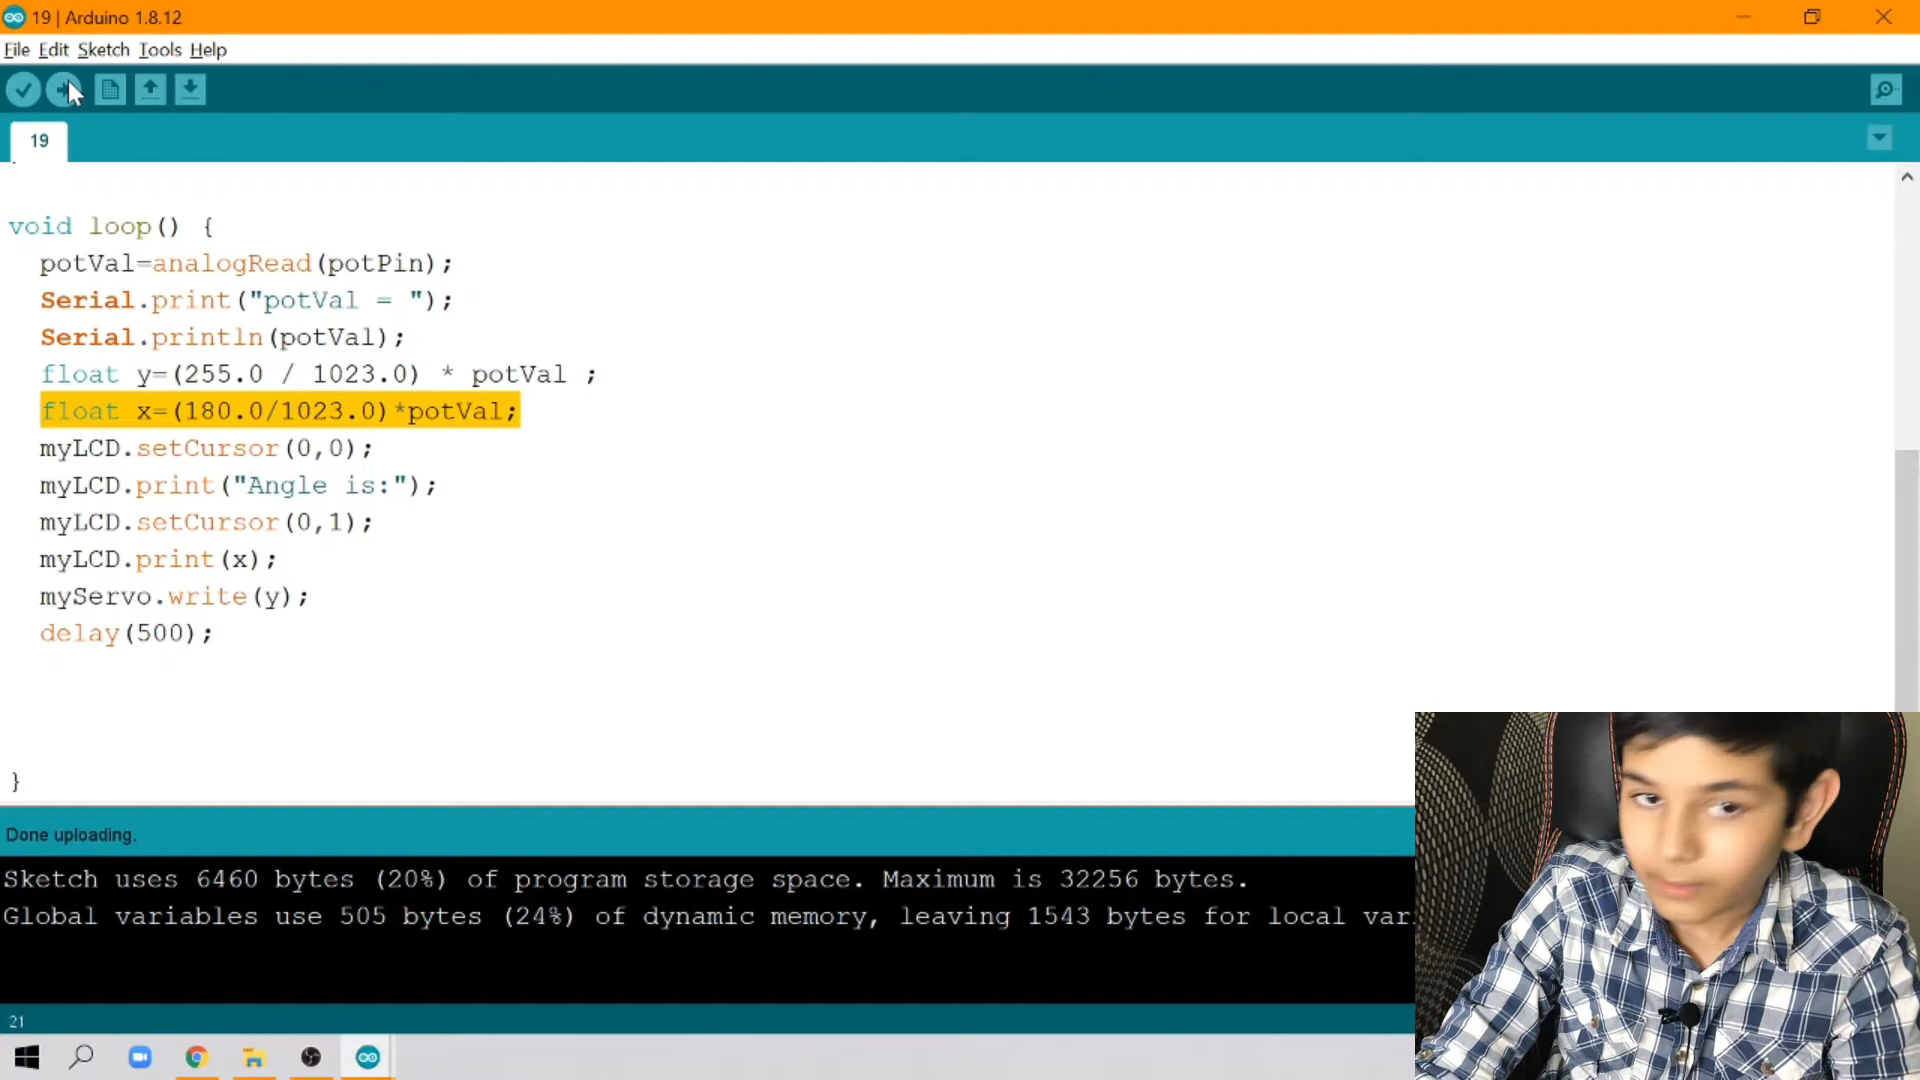 19 | Arduino 1.8.12
File Edit Sketch Tools Help
19
void loop() {
potVal=analogRead(potPin);
Serial.print("potVal = ");
Serial.println(potVal);
float y=(255.0 / 1023.0) * potVal ;
float x=(180.0/1023.0)*potVal;
myLCD.setCursor(0,0);
myLCD.print("Angle is:");
myLCD.setCursor(0,1);
myLCD.print(x);
myServo.write(y);
delay(500);
}
Done uploading.
Sketch uses 6460 bytes (20%) of program storage space. Maximum is 32256 bytes.
Global variables use 505 bytes (24%) of dynamic memory, leaving 1543 bytes for local var
21